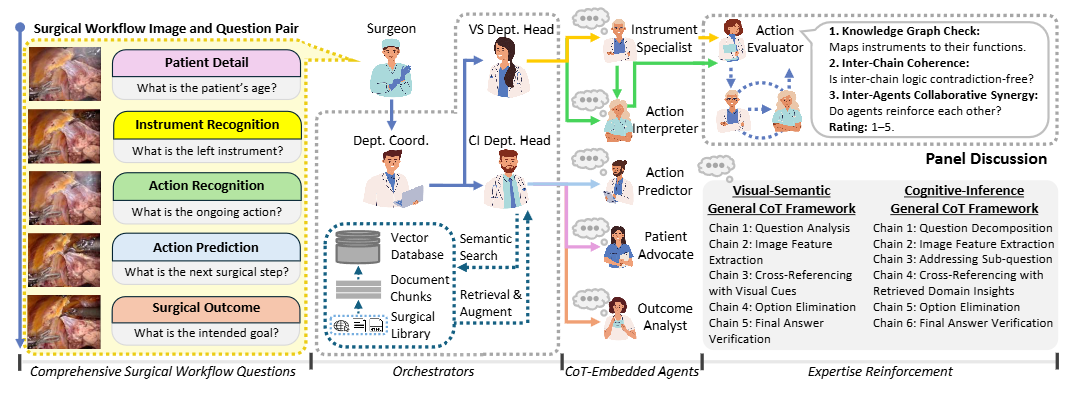 Surgical Workflow Image and Question Pair
Patient Detail
What is the patient's age?
Instrument Recognition
What is the left instrument?
Action Recognition
What is the ongoing action?
Action Prediction
What is the next surgical step?
Surgical Outcome
What is the intended goal?
Comprehensive Surgical Workflow Questions
Surgeon
VS Dept. Head
Dept. Coord.
CI Dept. Head
Vector
Database
Document
Chunks
Surgical
Library
Semantic
Search
Retrieval &
Augment
Orchestrators
Instrument
Specialist
Action
Interpreter
Action
Predictor
Patient
Advocate
Outcome
Analyst
CoT-Embedded Agents
Action
Evaluator
1. Knowledge Graph Check:
Maps instruments to their functions.
2. Inter-Chain Coherence:
Is inter-chain logic contradiction-free?
3. Inter-Agents Collaborative Synergy:
Do agents reinforce each other?
Rating: 1–5.
Panel Discussion
Visual-Semantic
General CoT Framework
Chain 1: Question Analysis
Chain 2: Image Feature
Extraction
Chain 3: Cross-Referencing
with Visual Cues
Chain 4: Option Elimination
Chain 5: Final Answer
Verification
Cognitive-Inference
General CoT Framework
Chain 1: Question Decomposition
Chain 2: Image Feature Extraction
Chain 3: Addressing Sub-question
Chain 4: Cross-Referencing with
Retrieved Domain Insights
Chain 5: Option Elimination
Chain 6: Final Answer Verification
Expertise Reinforcement